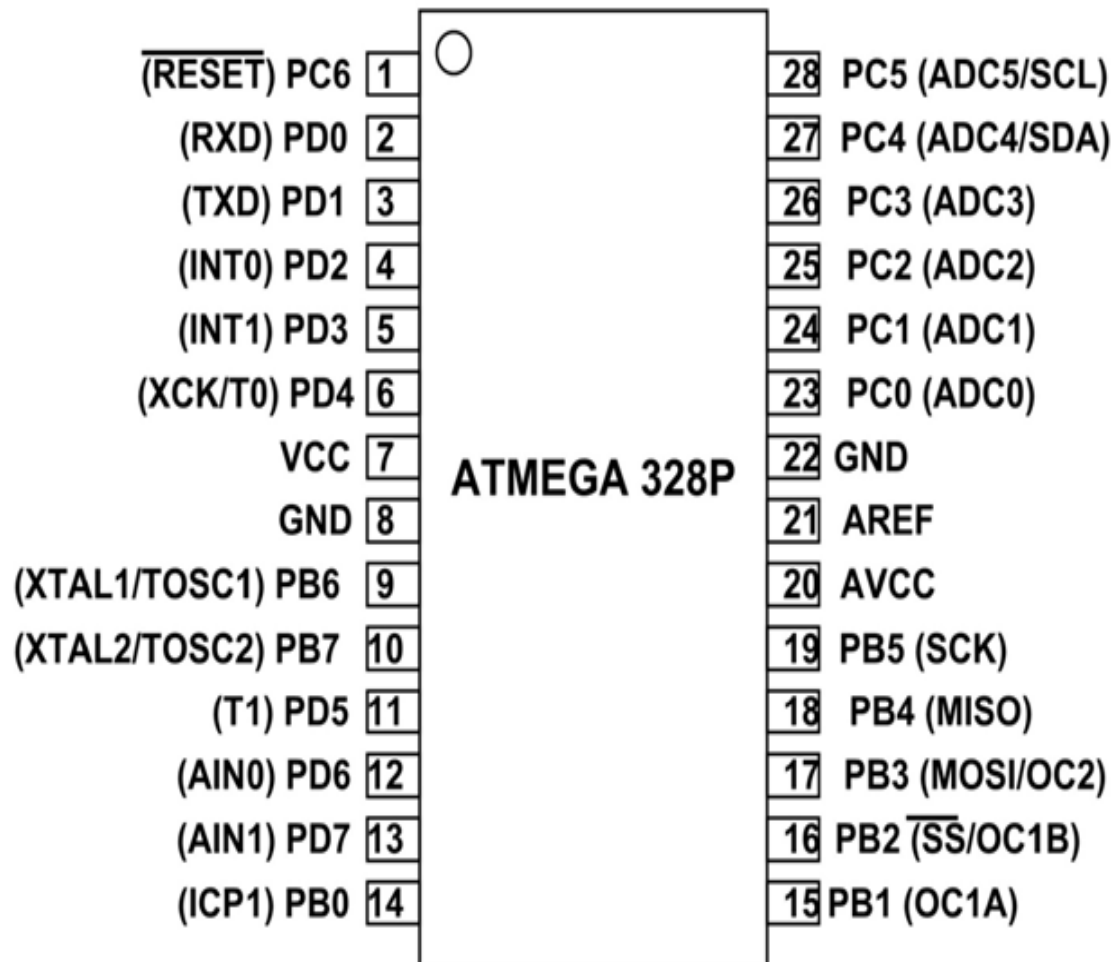 (RESET) PC6 1
(RXD) PD0 2
(TXD) PD1 3
(INT0) PD2 4
(INT1) PD3 5
(XCK/T0) PD4 6
VCC 7
GND 8
(XTAL1/TOSC1) PB6 9
(XTAL2/TOSC2) PB7 10
(T1) PD5 11
(AIN0) PD6 12
(AIN1) PD7 13
(ICP1) PB0 14
ATMEGA 328P
28 PC5 (ADC5/SCL)
27 PC4 (ADC4/SDA)
26 PC3 (ADC3)
25 PC2 (ADC2)
24 PC1 (ADC1)
23 PC0 (ADC0)
22 GND
21 AREF
20 AVCC
19 PB5 (SCK)
18 PB4 (MISO)
17 PB3 (MOSI/OC2)
16 PB2 (SS/OC1B)
15 PB1 (OC1A)